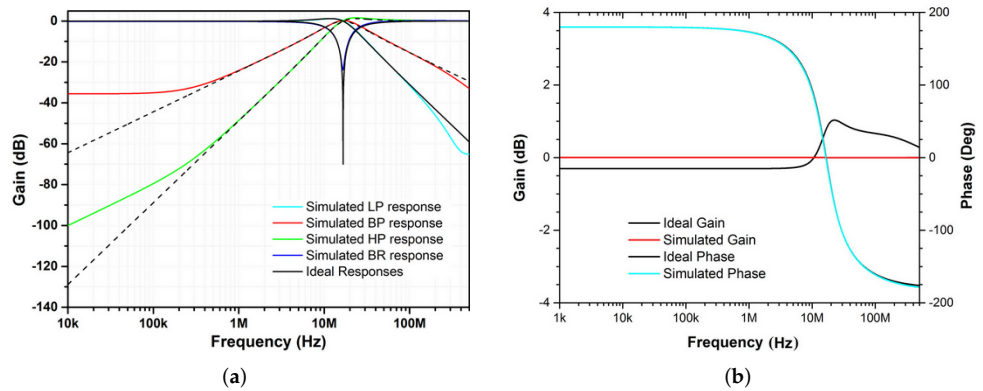 0
-20
-40
-60
-80
-100
-120
-140
Gain (dB)
Simulated LP response
Simulated BP response
Simulated HP response
Simulated BR response
Ideal Responses
10k 100k 1M 10M 100M
Frequency (Hz)
(a)
4
2
0
-2
-4
Gain (dB)
Ideal Gain
Simulated Gain
Ideal Phase
Simulated Phase
200
100
0
-100
-200
Phase (Deg)
1k 100k 10M 100M
Frequency (Hz)
(b)